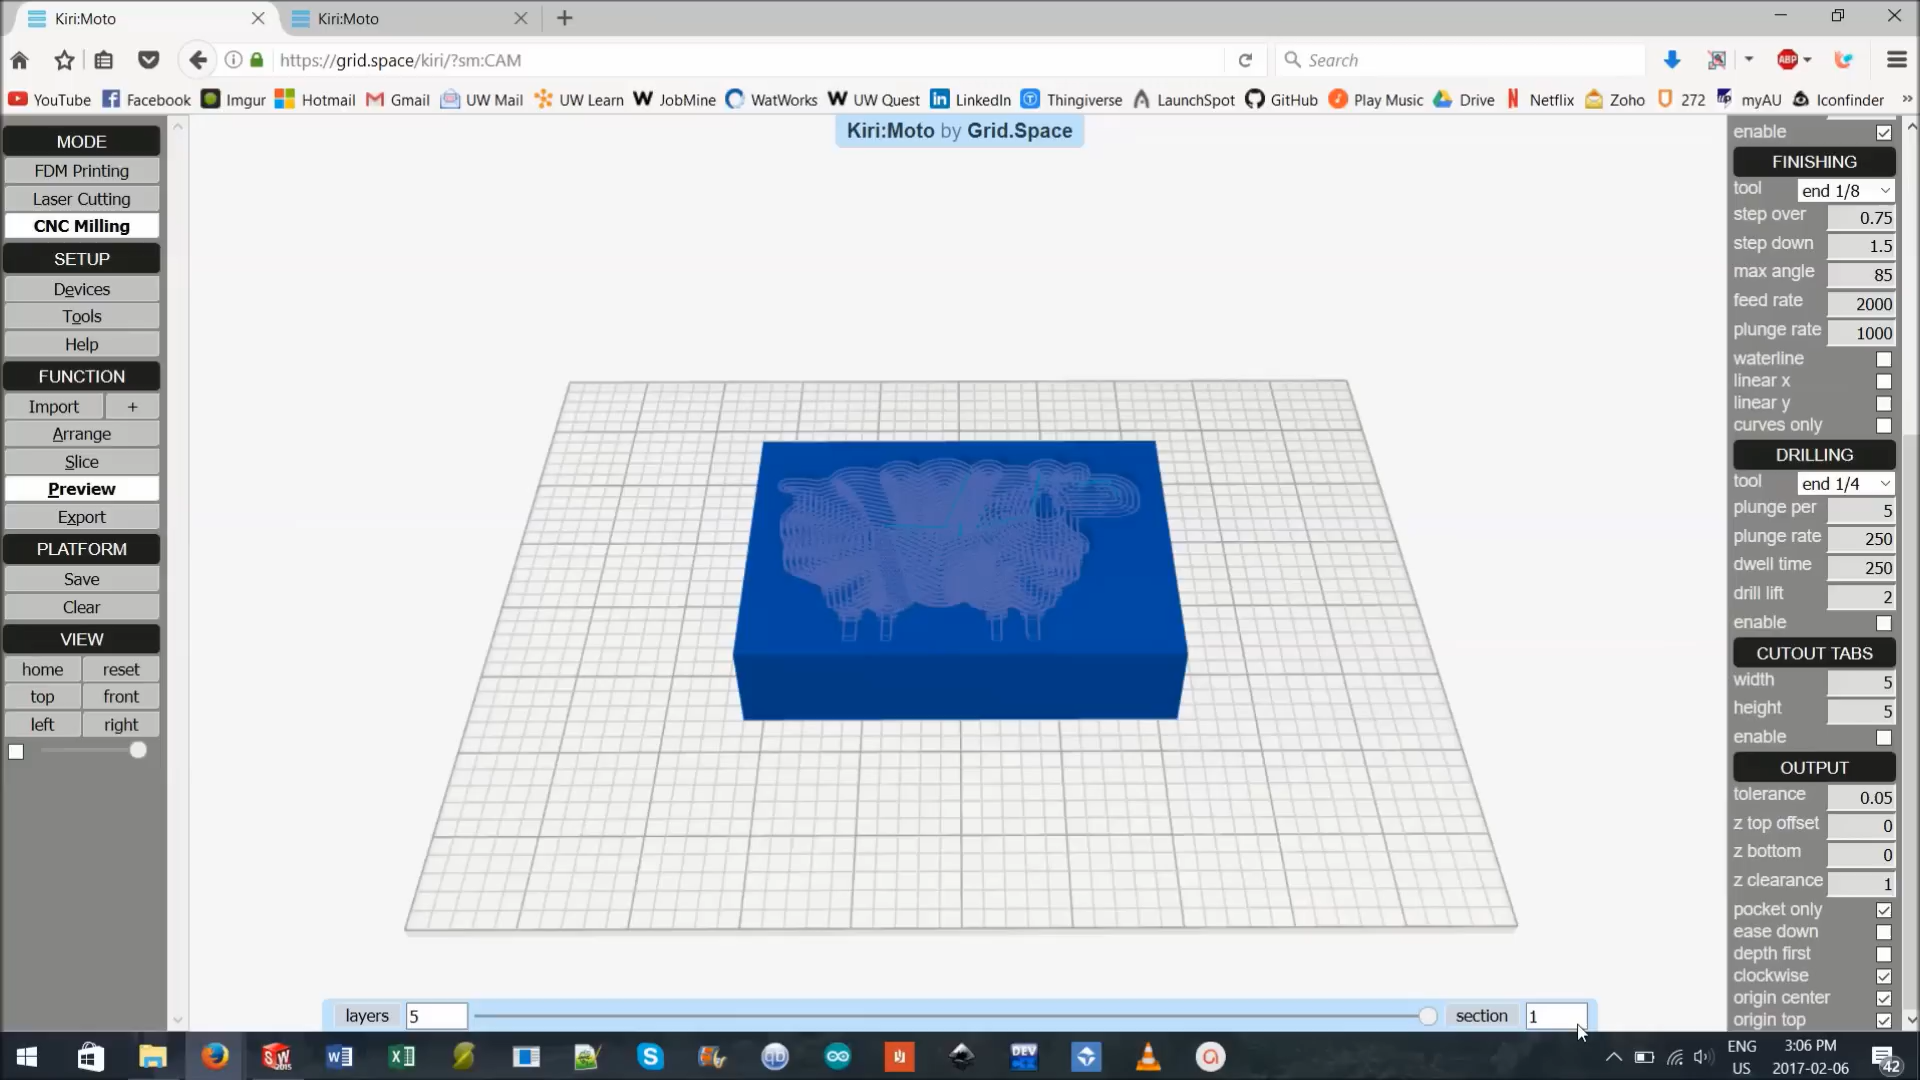 Kiri:Moto
Kiri:Moto
https://grid.space/kiri/?sm:CAM
Search
ABP
YouTube
Facebook
Imgur
Hotmail
Gmail
UW Mail
UW Learn
JobMine
WatWorks
UW Quest
LinkedIn
Thingiverse
LaunchSpot
GitHub
Play Music
Drive
Netflix
Zoho
272
myAU
Iconfinder
Kiri:Moto by Grid.Space
MODE
FDM Printing
Laser Cutting
CNC Milling
SETUP
Devices
Tools
Help
FUNCTION
Import +
Arrange
Slice
Preview
Export
PLATFORM
Save
Clear
VIEW
home reset
top front
left right
enable
FINISHING
tool end 1/8
step over 0.75
step down 1.5
max angle 85
feed rate 2000
plunge rate 1000
waterline
linear x
linear y
curves only
DRILLING
tool end 1/4
plunge per 5
plunge rate 250
dwell time 250
drill lift 2
enable
CUTOUT TABS
width 5
height 5
enable
OUTPUT
tolerance 0.05
z top offset 0
z bottom 0
z clearance 1
pocket only
ease down
depth first
clockwise
origin center
origin top
layers 5
section 1
ENG
US
3:06 PM
2017-02-06
42